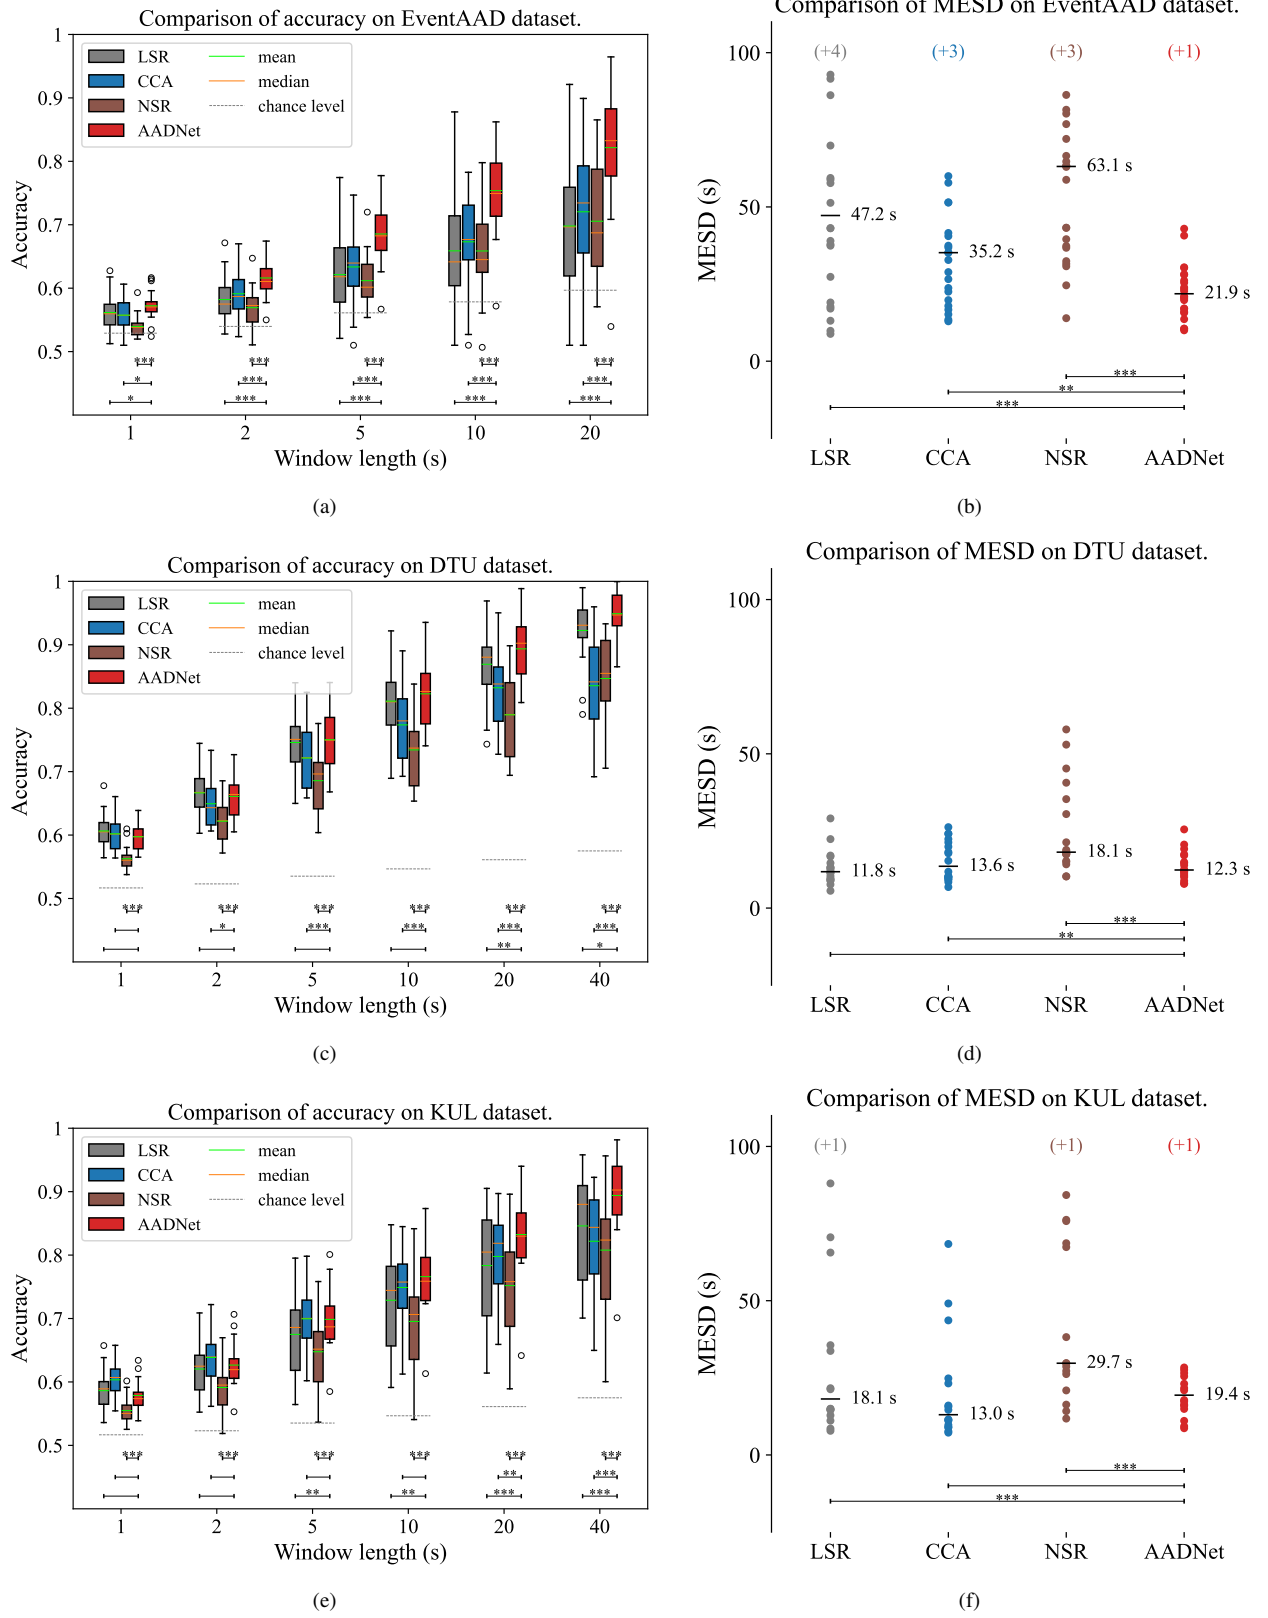 Comparison of accuracy on EventAAD dataset.
LSR
CCA
NSR
AADNet
mean
median
chance level
1
0.9
0.8
0.7
0.6
0.5
Accuracy
***
*
*
***
***
***
***
***
***
***
***
***
***
***
***
1 2 5 10 20
Window length (s)
(a)
Comparison of MESD on EventAAD dataset.
(+4) (+3) (+3) (+1)
100
50
0
MESD (s)
47.2 s
35.2 s
63.1 s
21.9 s
***
**
***
LSR CCA NSR AADNet
(b)
Comparison of accuracy on DTU dataset.
LSR
CCA
NSR
AADNet
mean
median
chance level
1
0.9
0.8
0.7
0.6
0.5
Accuracy
*** *** *** *** *** ***
* *** *** *** ***
** *
1 2 5 10 20 40
Window length (s)
(c)
Comparison of MESD on DTU dataset.
100
50
0
MESD (s)
11.8 s
13.6 s
18.1 s
12.3 s
***
**
LSR CCA NSR AADNet
(d)
Comparison of accuracy on KUL dataset.
LSR
CCA
NSR
AADNet
mean
median
chance level
1
0.9
0.8
0.7
0.6
0.5
Accuracy
*** *** *** *** *** ***
** ***
** ** *** ***
1 2 5 10 20 40
Window length (s)
(e)
Comparison of MESD on KUL dataset.
(+1) (+1) (+1)
100
50
0
MESD (s)
18.1 s
13.0 s
29.7 s
19.4 s
***
***
LSR CCA NSR AADNet
(f)